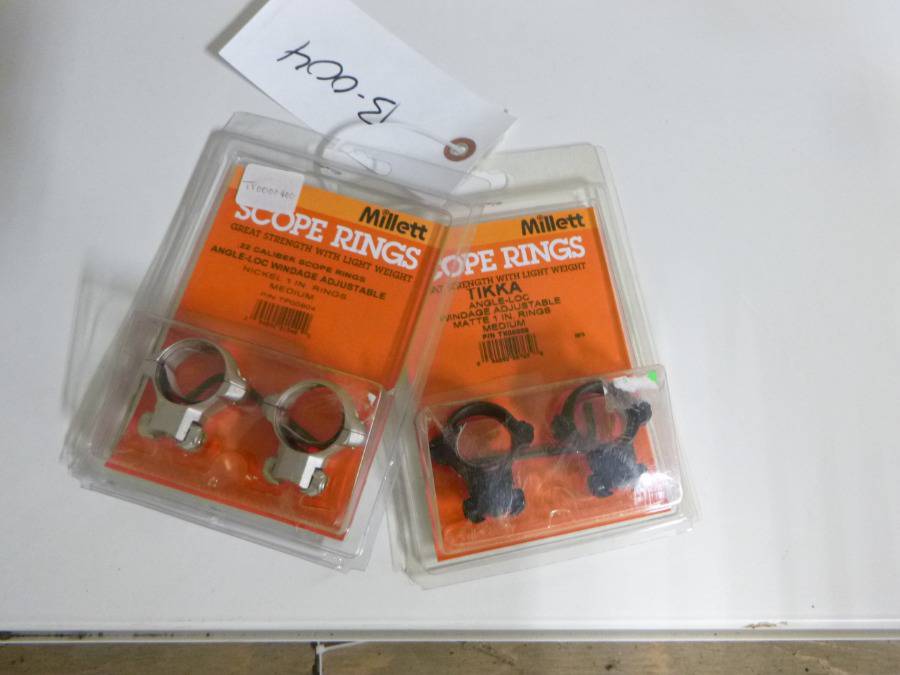 B-004
Millett
SCOPE RINGS
GREAT STRENGTH WITH LIGHT WEIGHT
.22 CALIBER SCOPE RINGS
ANGLE-LOC WINDAGE ADJUSTABLE
NICKEL 1 IN. RINGS
MEDIUM
P/N TP00904
Millett
COPE RINGS
STRENGTH WITH LIGHT WEIGHT
TIKKA
ANGLE-LOC
WINDAGE ADJUSTABLE
MATTE 1 IN. RINGS
MEDIUM
P/N